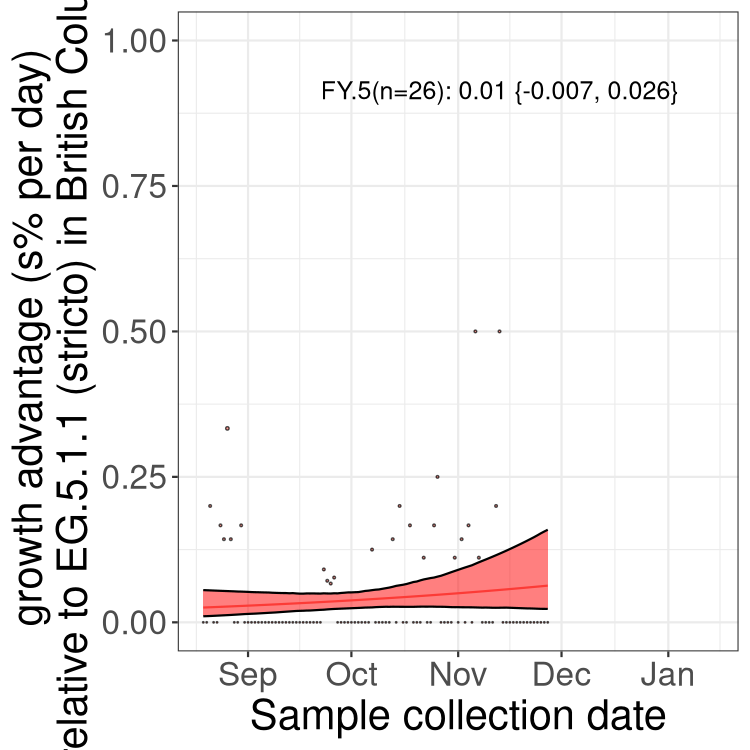 growth advantage (s% per day)
relative to EG.5.1.1 (stricto) in British
1.00
0.75
0.50
0.25
0.00
FY.5(n=26): 0.01 {-0.007, 0.026}
Sep Oct Nov Dec Jan
Sample collection date